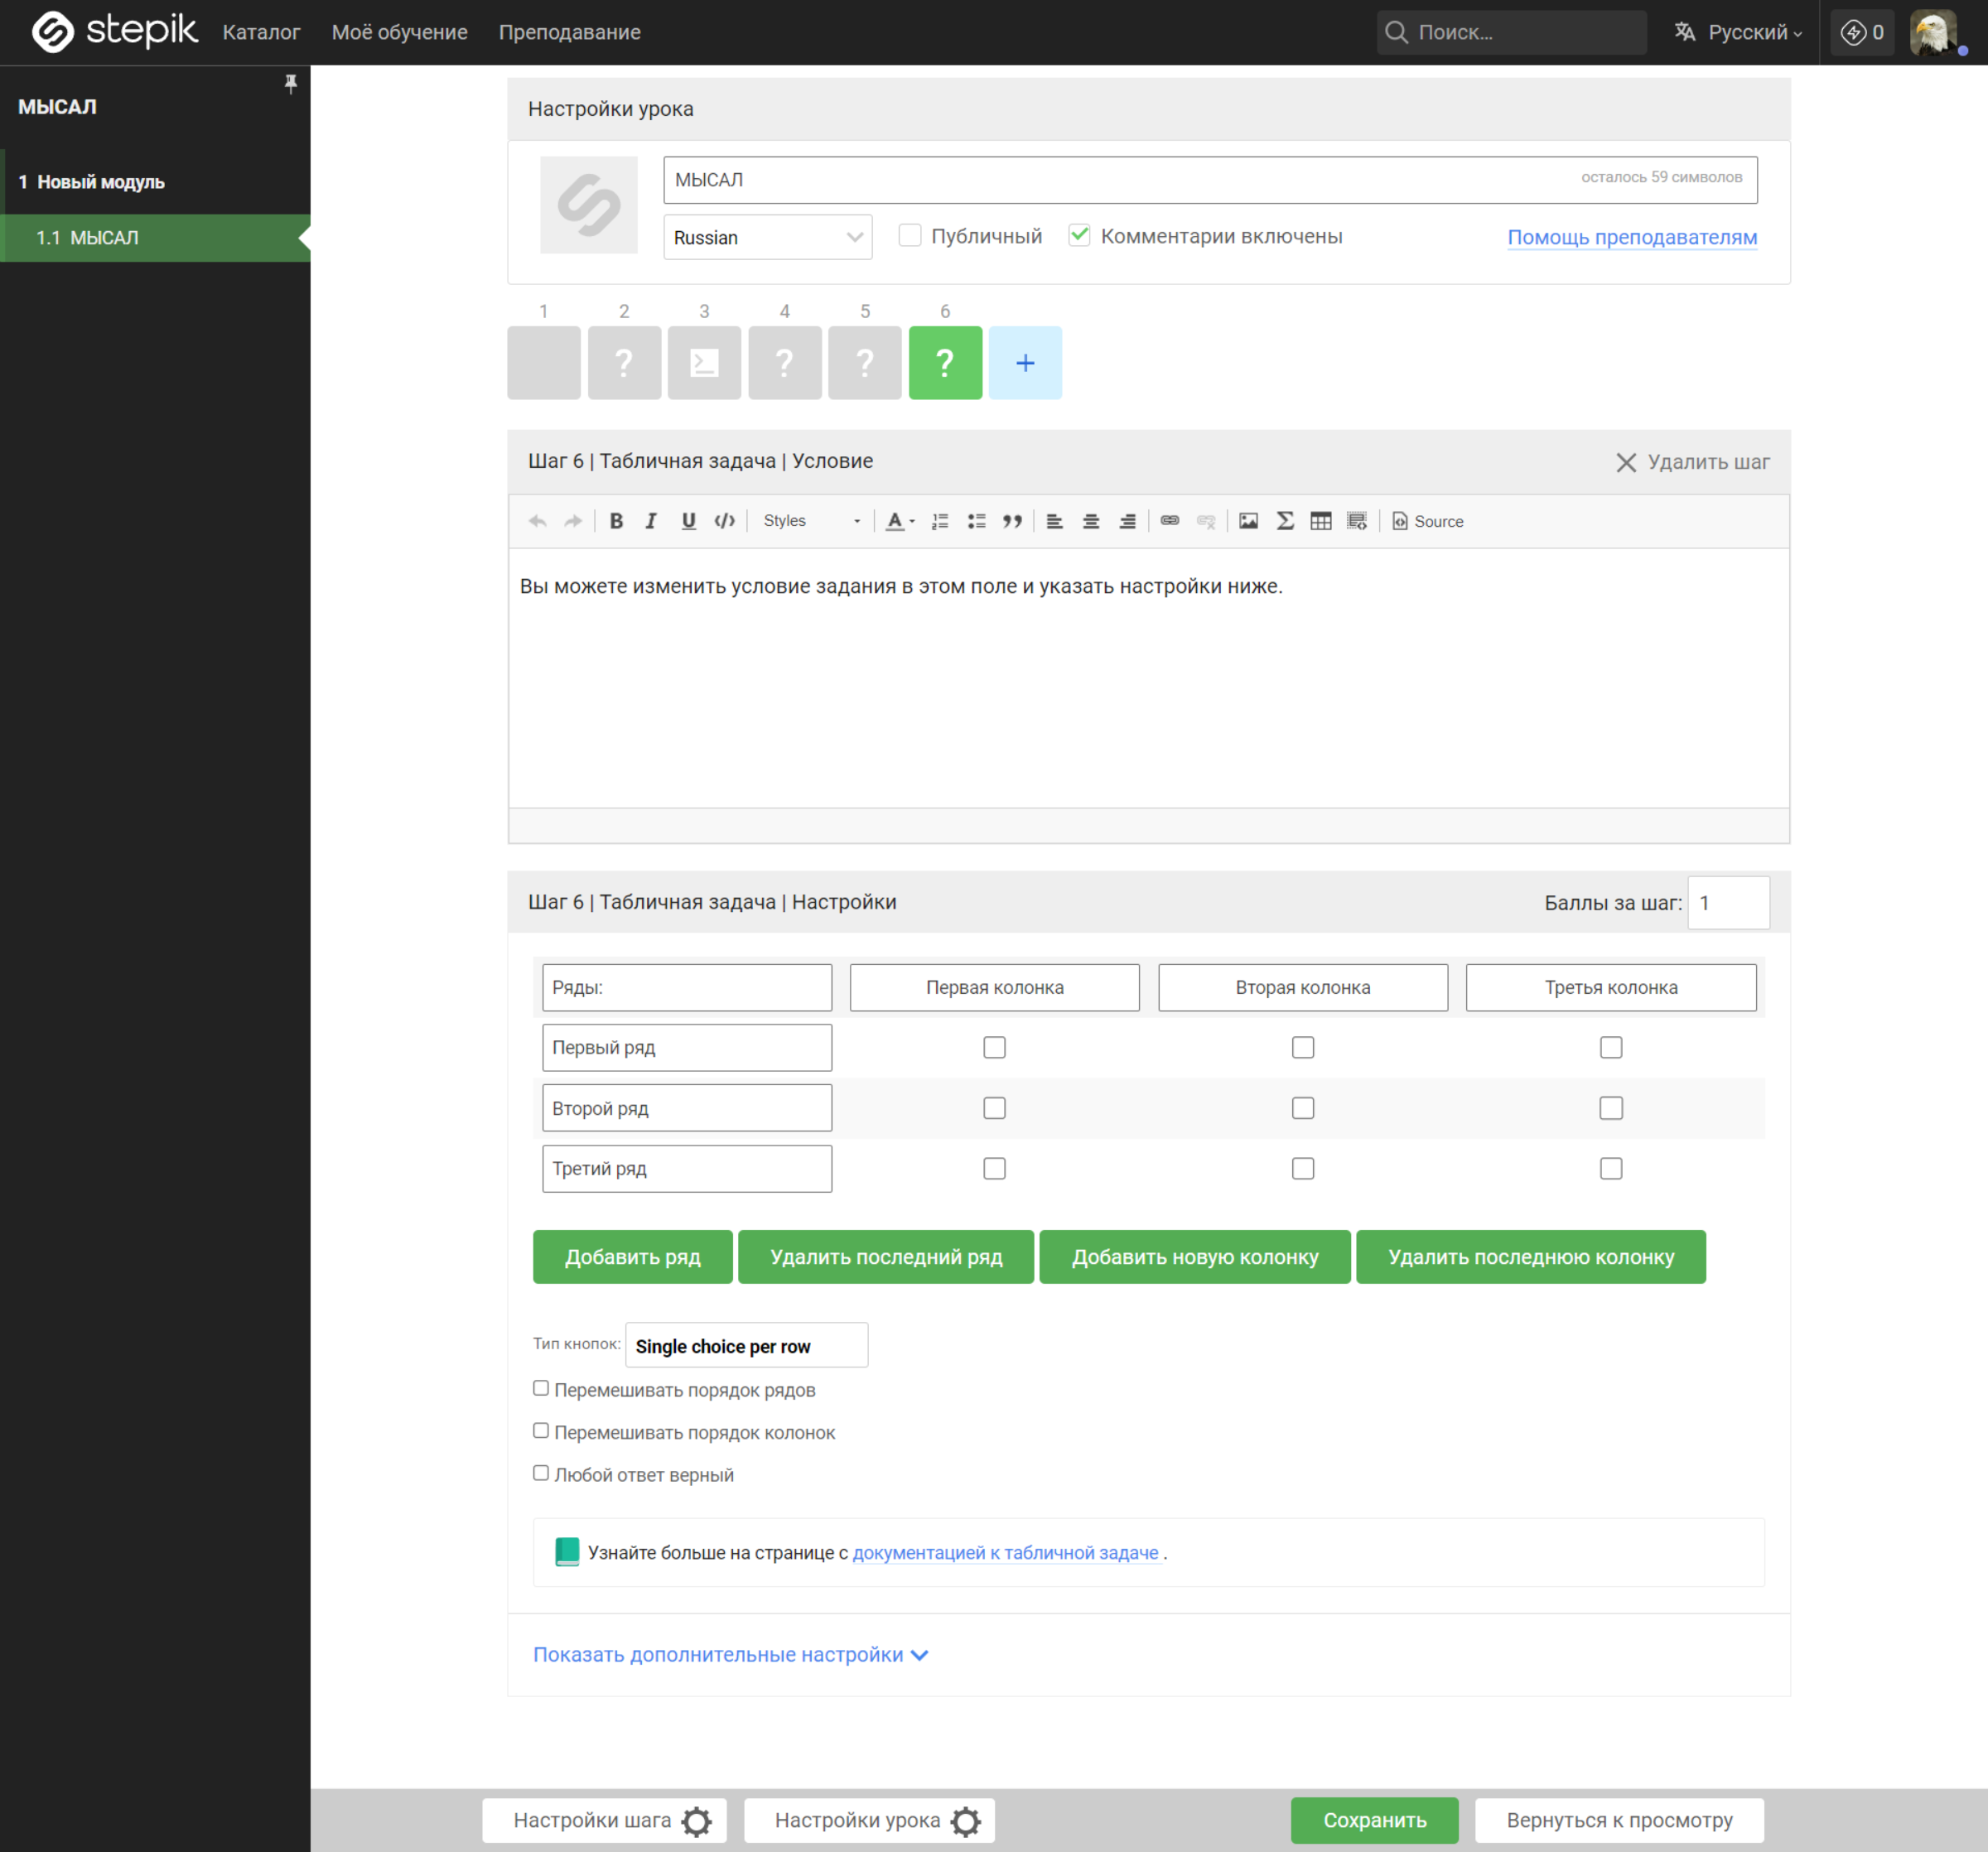 stepik Каталог Моё обучение Преподавание Поиск... Русский 0
МЫСАЛ
1 Новый модуль
1.1 МЫСАЛ
Настройки урока
МЫСАЛ осталось 59 символов
Russian Публичный Комментарии включены Помощь преподавателям
1 2 3 4 5 6
? ? ? ? ? +
Шаг 6 | Табличная задача | Условие Удалить шаг
B I U </> Styles A Source
Вы можете изменить условие задания в этом поле и указать настройки ниже.
Шаг 6 | Табличная задача | Настройки Баллы за шаг: 1
Ряды: Первая колонка Вторая колонка Третья колонка
Первый ряд
Второй ряд
Третий ряд
Добавить ряд Удалить последний ряд Добавить новую колонку Удалить последнюю колонку
Тип кнопок: Single choice per row
Перемешивать порядок рядов
Перемешивать порядок колонок
Любой ответ верный
Узнайте больше на странице с документацией к табличной задаче .
Показать дополнительные настройки
Настройки шага Настройки урока Сохранить Вернуться к просмотру